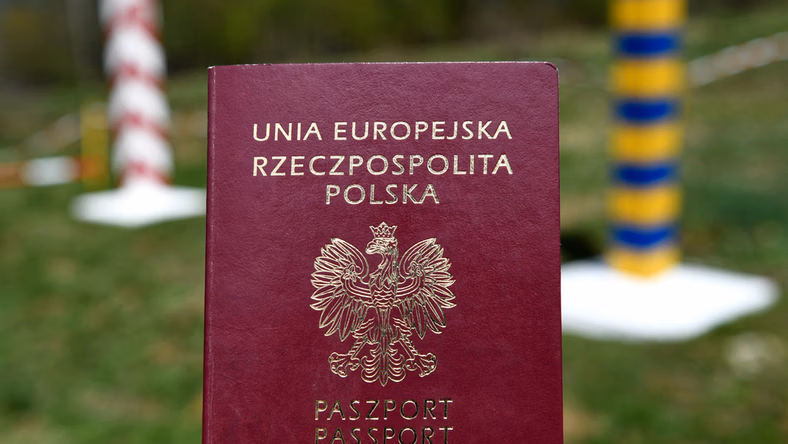 UNIA EUROPEJSKA
RZECZPOSPOLITA
POLSKA
PASZPORT
PASSPORT